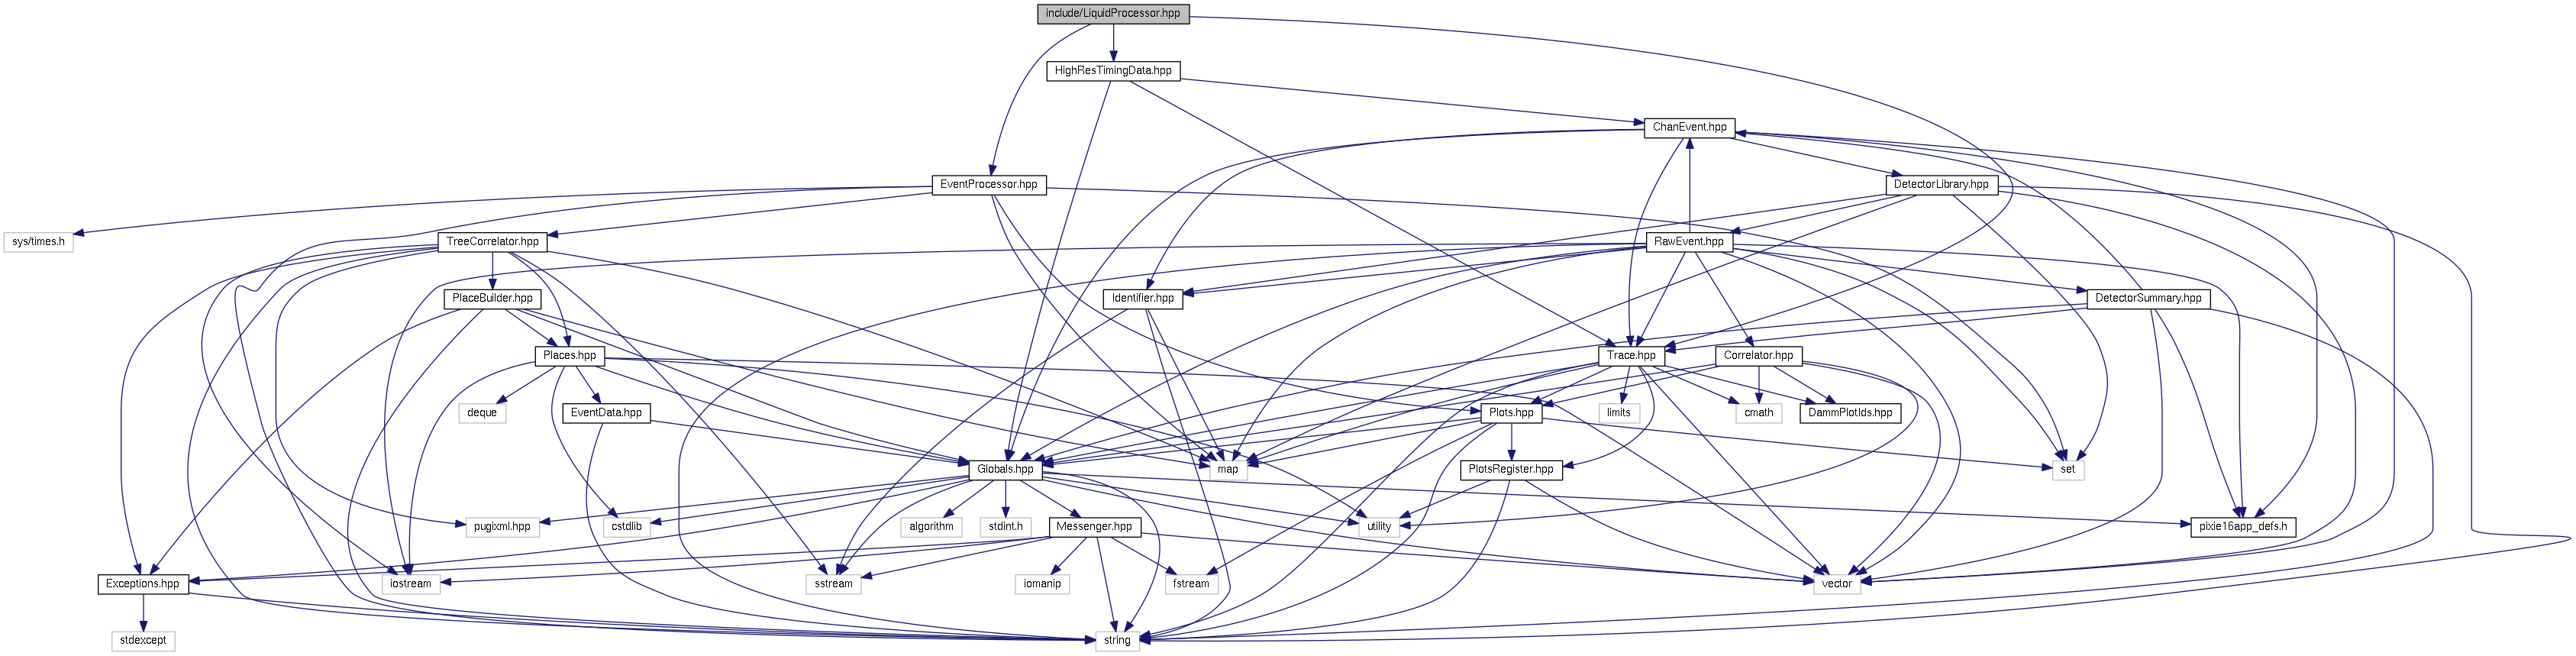 include/LiquidProcessor.hpp
HighResTimingData.hpp
ChanEvent.hpp
EventProcessor.hpp
DetectorLibrary.hpp
sys/times.h
TreeCorrelator.hpp
RawEvent.hpp
PlaceBuilder.hpp
Identifier.hpp
DetectorSummary.hpp
Places.hpp
Trace.hpp
Correlator.hpp
deque
EventData.hpp
Plots.hpp
limits
cmath
DammPlotIds.hpp
Globals.hpp
map
PlotsRegister.hpp
set
pugixml.hpp
cstdlib
algorithm
stdint.h
Messenger.hpp
utility
pixie16app_defs.h
Exceptions.hpp
iostream
sstream
iomanip
fstream
vector
stdexcept
string